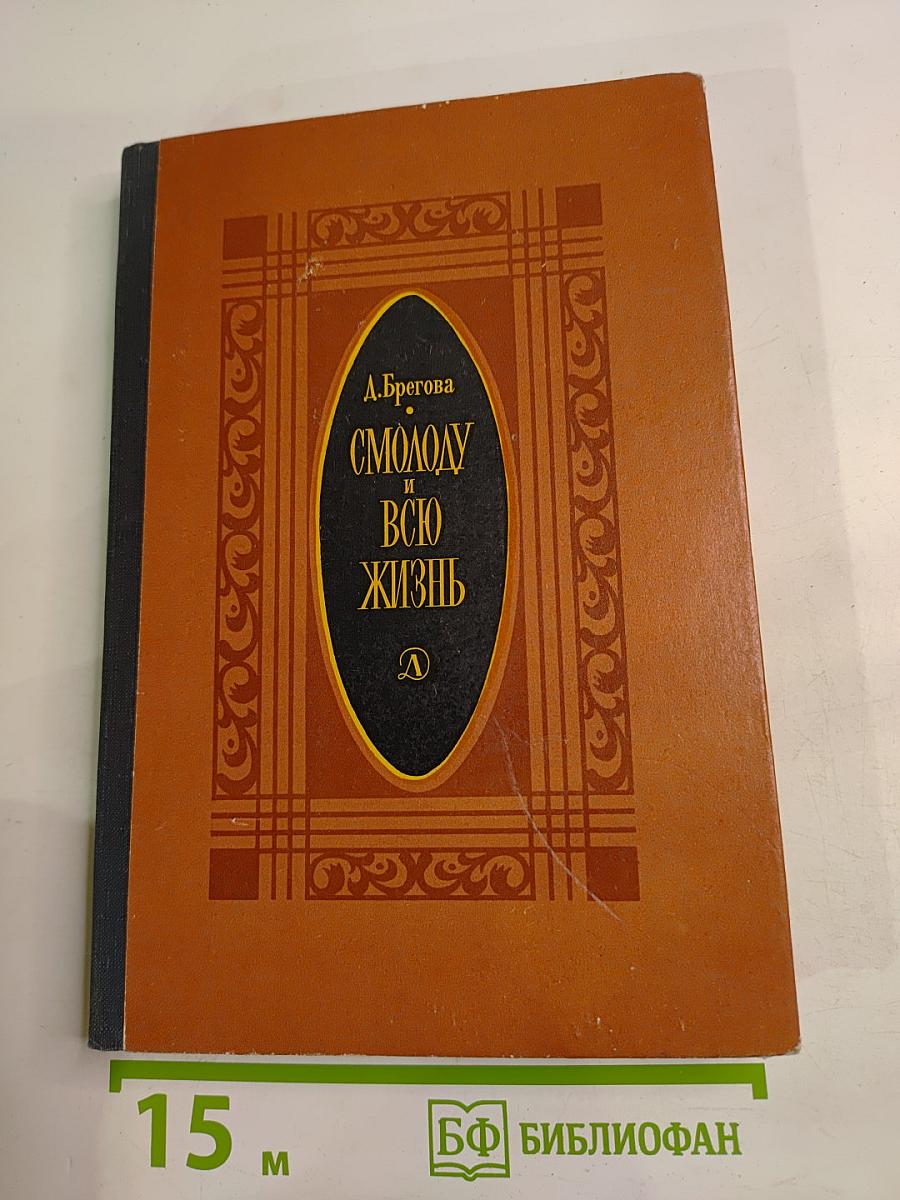 Д. Брегова
СМОЛОДУ
и
ВСЮ
ЖИЗНЬ
15 м
БФ БИБЛИОФАН